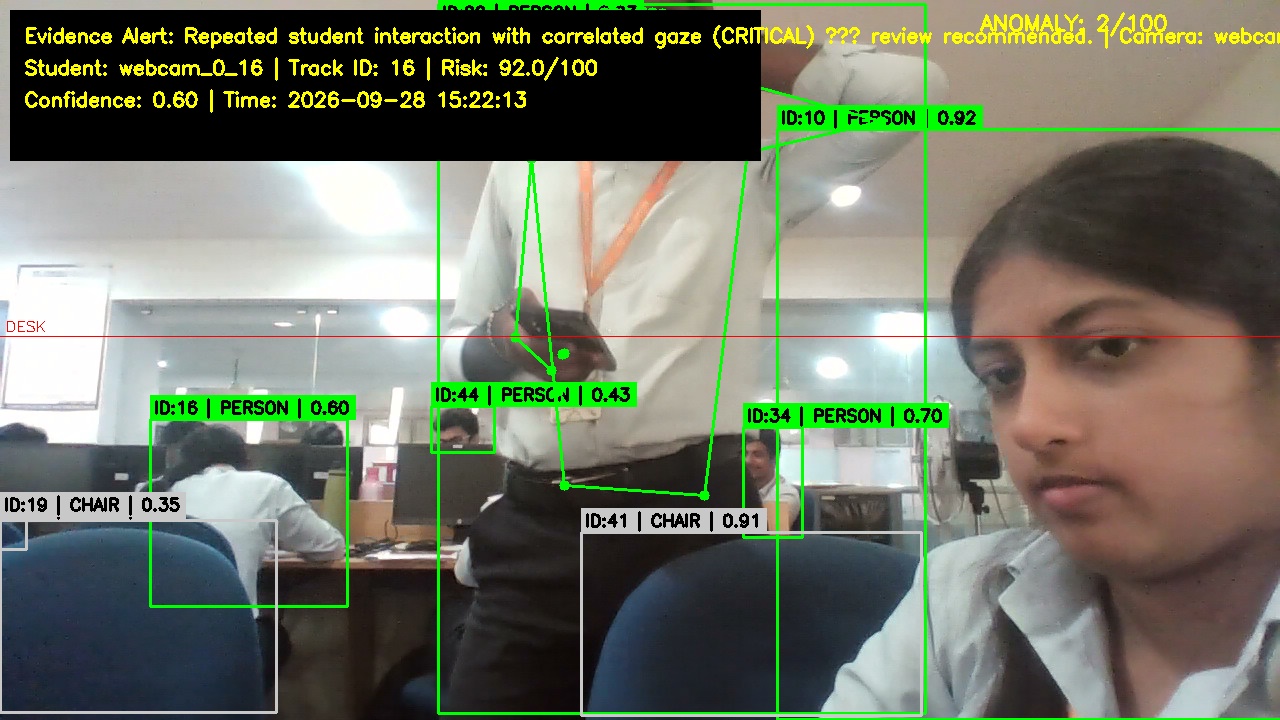 PERSON
ANOMALY: 2/100
Evidence Alert: Repeated student interaction with correlated gaze (CRITICAL) ??? review recommended. | Camera: webca
Student: webcam_0_16 | Track ID: 16 | Risk: 92.0/100
Confidence: 0.60 | Time: 2026-09-28 15:22:13
ID:10 | PERSON | 0.92
DESK
ID:44 | PERSON | 0.43
ID:16 | PERSON | 0.60
ID:34 | PERSON | 0.70
ID:19 | CHAIR | 0.35
ID:41 | CHAIR | 0.91